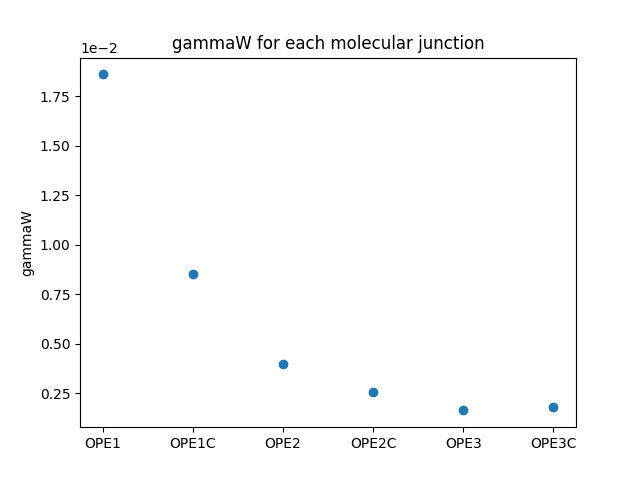 gammaW for each molecular junction
1e−2
1.75
1.50
1.25
1.00
0.75
0.50
0.25
gammaW
OPE1 OPE1C OPE2 OPE2C OPE3 OPE3C